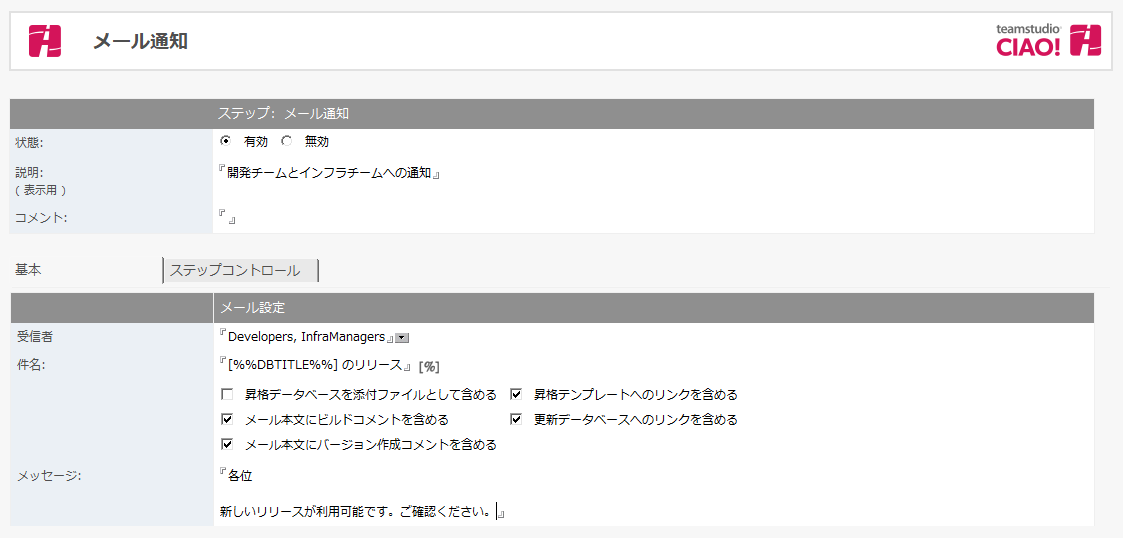 メール通知
teamstudio
CIAO!
ステップ: メール通知
状態: 有効 無効
説明: 開発チームとインフラチームへの通知
( 表示用 )
コメント:
基本 ステップコントロール
メール設定
受信者 Developers, InfraManagers
件名: [%%DBTITLE%%] のリリース [%]
昇格データベースを添付ファイルとして含める 昇格テンプレートへのリンクを含める
メール本文にビルドコメントを含める 更新データベースへのリンクを含める
メール本文にバージョン作成コメントを含める
メッセージ: 各位
新しいリリースが利用可能です。ご確認ください。